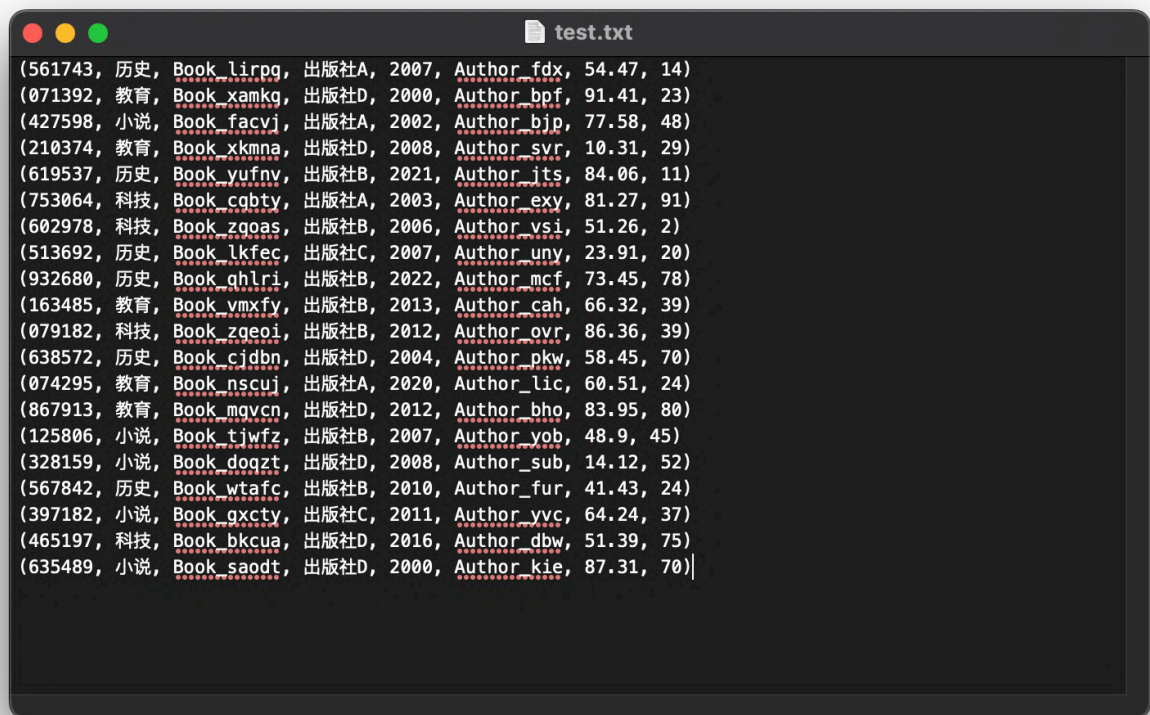 test.txt
(561743, 历史, Book_lirpq, 出版社A, 2007, Author_fdx, 54.47, 14)
(071392, 教育, Book_xamkq, 出版社D, 2000, Author_bpf, 91.41, 23)
(427598, 小说, Book_facvj, 出版社A, 2002, Author_bjp, 77.58, 48)
(210374, 教育, Book_xkmna, 出版社D, 2008, Author_svr, 10.31, 29)
(619537, 历史, Book_yufnv, 出版社B, 2021, Author_jts, 84.06, 11)
(753064, 科技, Book_cgbty, 出版社A, 2003, Author_exy, 81.27, 91)
(602978, 科技, Book_zqoas, 出版社B, 2006, Author_vsi, 51.26, 2)
(513692, 历史, Book_lkfec, 出版社C, 2007, Author_uny, 23.91, 20)
(932680, 历史, Book_qhlri, 出版社B, 2022, Author_mcf, 73.45, 78)
(163485, 教育, Book_vmxfy, 出版社B, 2013, Author_cah, 66.32, 39)
(079182, 科技, Book_zqeoi, 出版社B, 2012, Author_ovr, 86.36, 39)
(638572, 历史, Book_cjdbn, 出版社D, 2004, Author_pkw, 58.45, 70)
(074295, 教育, Book_nscuj, 出版社A, 2020, Author_lic, 60.51, 24)
(867913, 教育, Book_mqvcn, 出版社D, 2012, Author_bho, 83.95, 80)
(125806, 小说, Book_tjwfz, 出版社B, 2007, Author_yob, 48.9, 45)
(328159, 小说, Book_doqzt, 出版社D, 2008, Author_sub, 14.12, 52)
(567842, 历史, Book_wtafc, 出版社B, 2010, Author_fur, 41.43, 24)
(397182, 小说, Book_gxcty, 出版社C, 2011, Author_yvc, 64.24, 37)
(465197, 科技, Book_bkcua, 出版社D, 2016, Author_dbw, 51.39, 75)
(635489, 小说, Book_saodt, 出版社D, 2000, Author_kie, 87.31, 70)